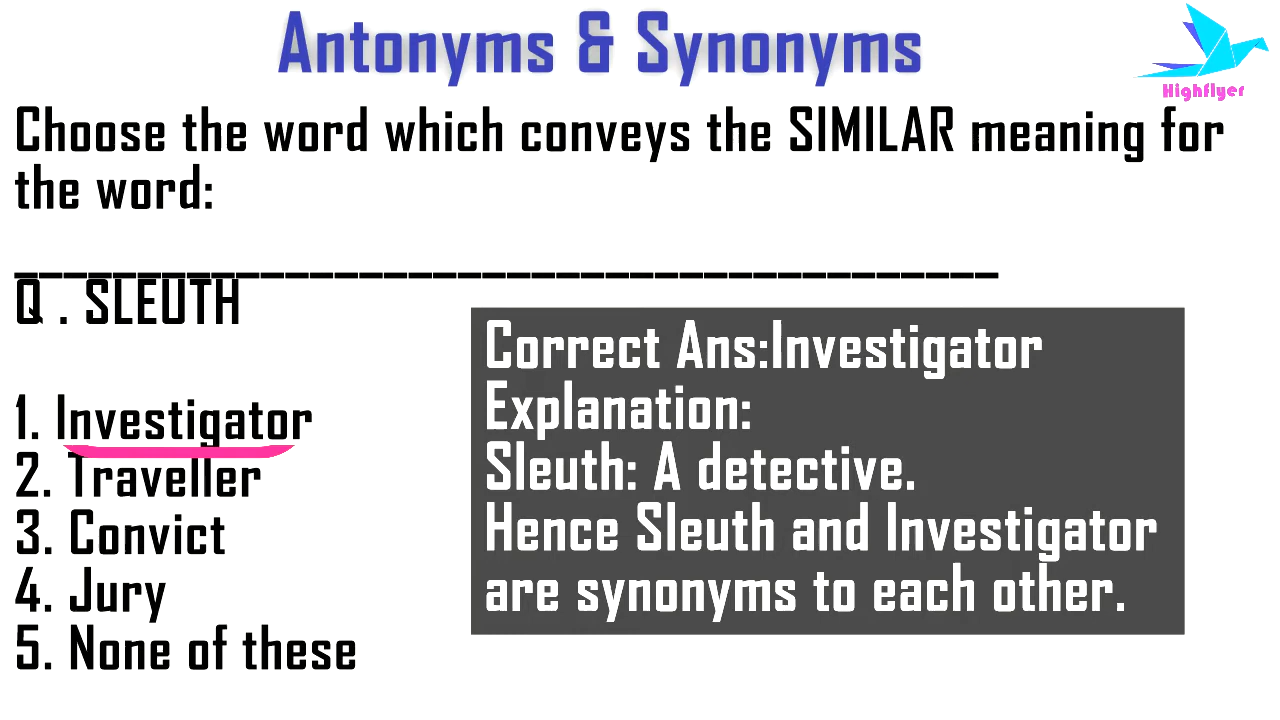 Antonyms & Synonyms
Highflyer
Choose the word which conveys the SIMILAR meaning for
the word:
________________________________________
Q . SLEUTH
1. Investigator
2. Traveller
3. Convict
4. Jury
5. None of these
Correct Ans:Investigator
Explanation:
Sleuth: A detective.
Hence Sleuth and Investigator
are synonyms to each other.